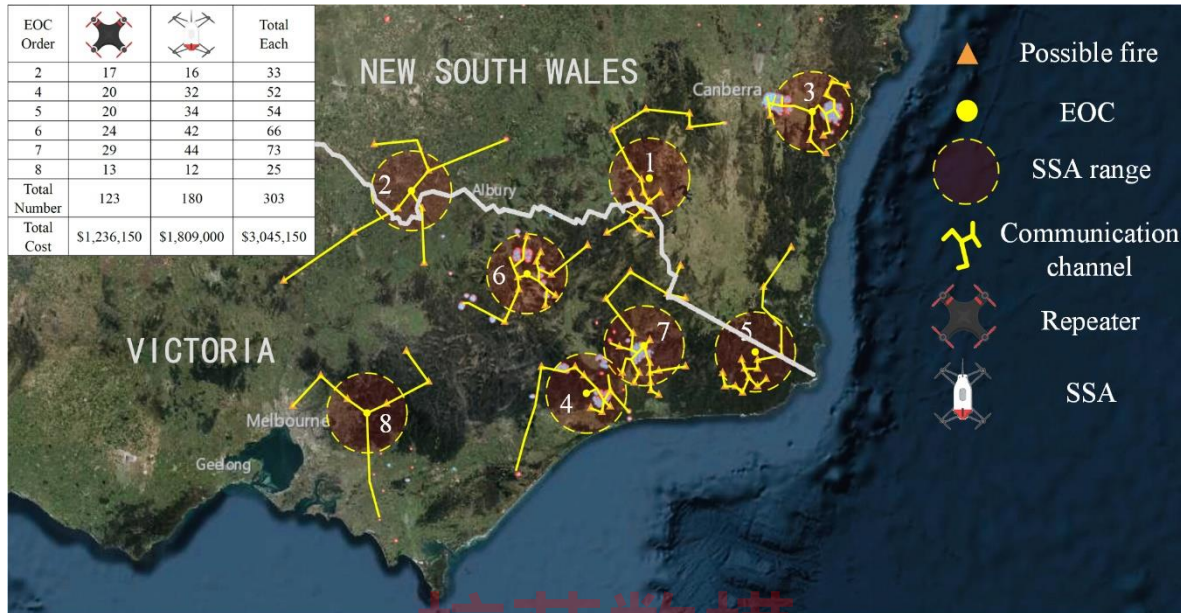 EOC Order Total Each
2 17 16 33
4 20 32 52
5 20 34 54
6 24 42 66
7 29 44 73
8 13 12 25
Total Number 123 180 303
Total Cost $1,236,150 $1,809,000 $3,045,150
NEW SOUTH WALES
Canberra
3
1
2
Albury
6
VICTORIA
7
5
4
Melbourne
8
Geelong
Possible fire
EOC
SSA range
Communication
channel
Repeater
SSA